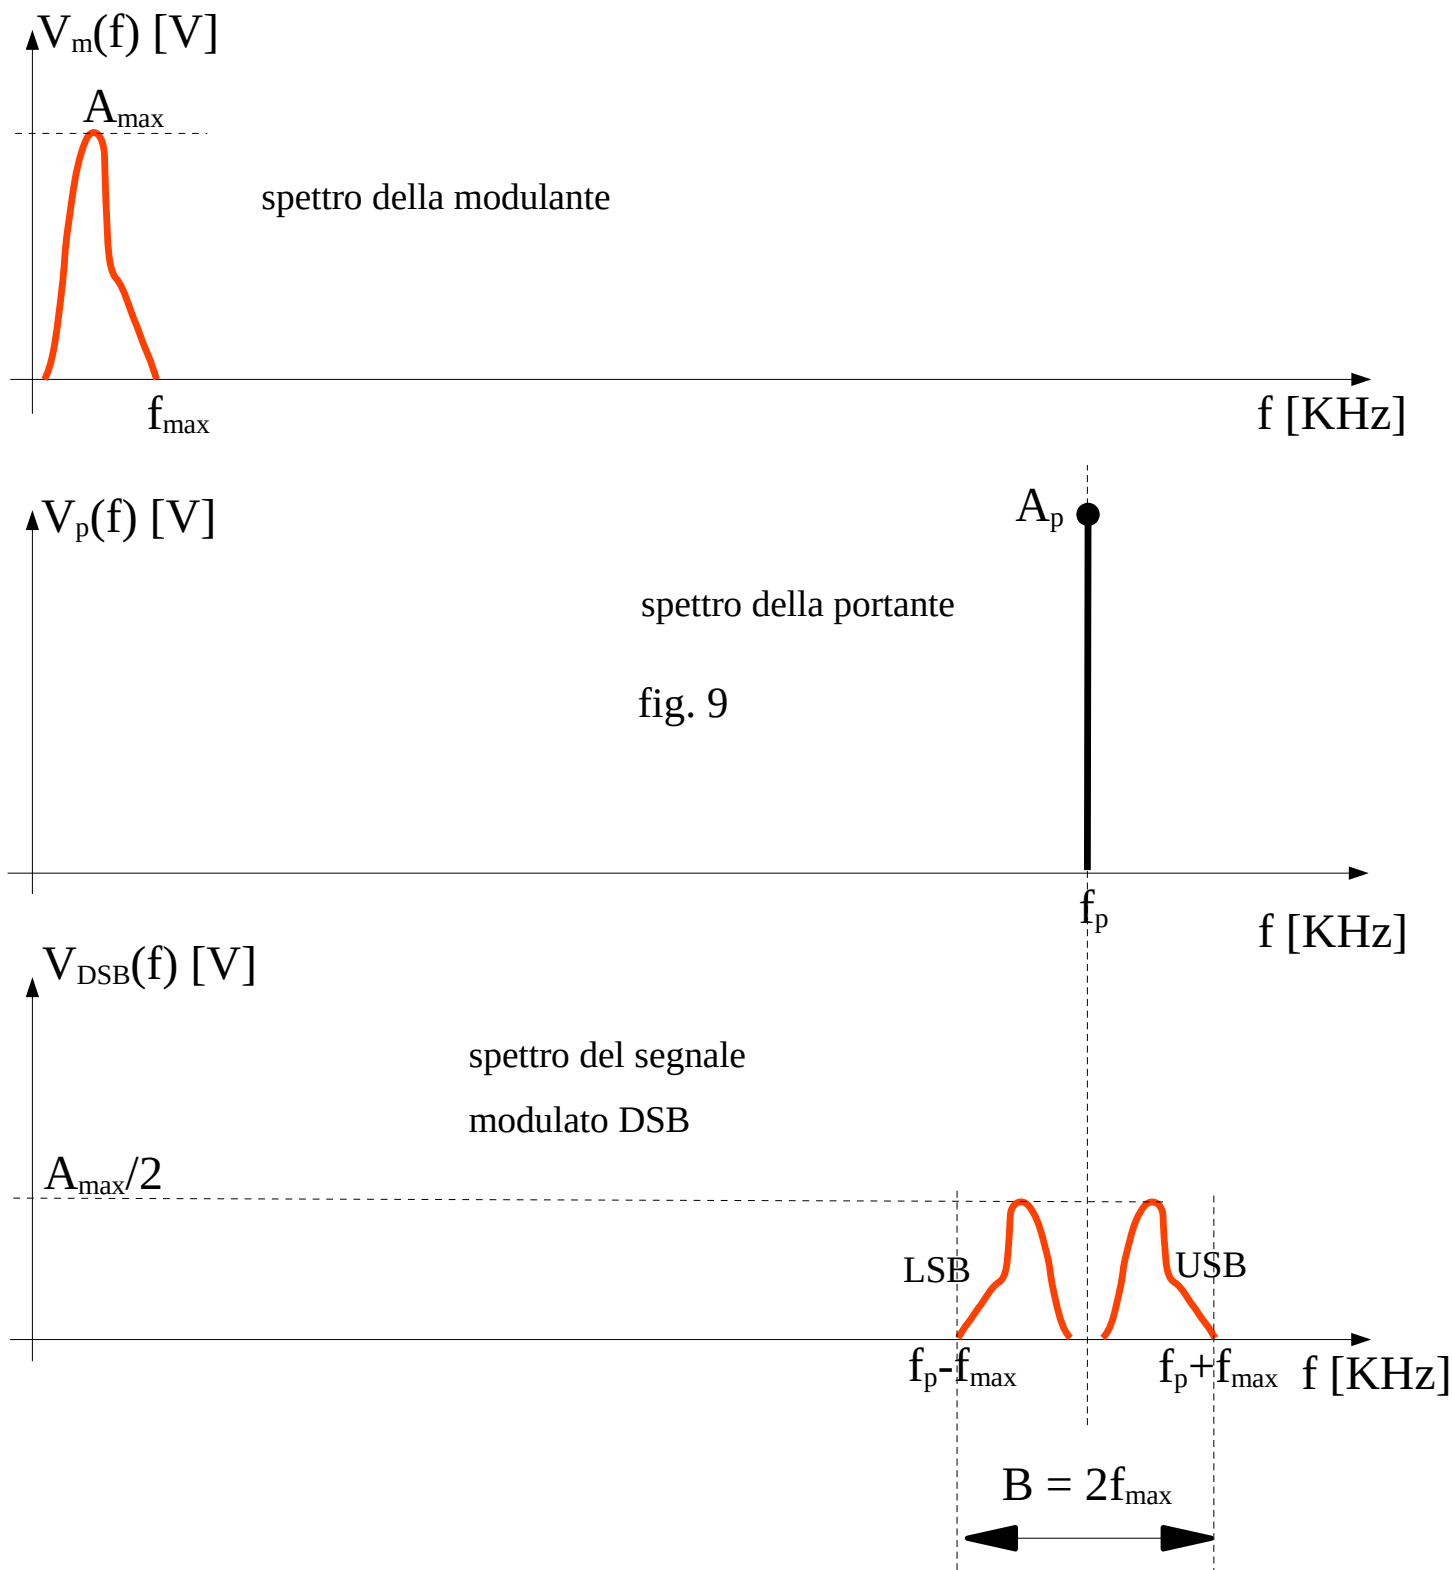 Vm(f) [V]
Amax
spettro della modulante
fmax
f [KHz]
Vp(f) [V]
Ap
spettro della portante
fig. 9
fp
f [KHz]
VDSB(f) [V]
spettro del segnale
modulato DSB
Amax/2
LSB
USB
fp-fmax
fp+fmax
f [KHz]
B = 2fmax